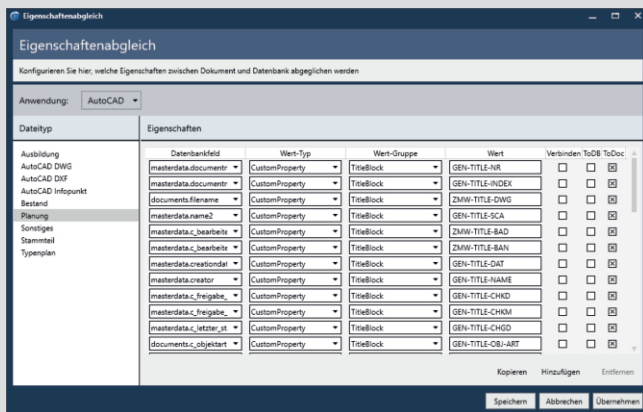 Eigenschaftenabgleich
Eigenschaftenabgleich
Konfigurieren Sie hier, welche Eigenschaften zwischen Dokument und Datenbank abgeglichen werden
Anwendung: AutoCAD
Dateityp
Eigenschaften
Ausbildung
AutoCAD DWG
AutoCAD DXF
AutoCAD Infopunkt
Bestand
Planung
Sonstiges
Stammteil
Typenplan
Datenbankfeld Wert-Typ Wert-Gruppe Wert Verbinden ToDB ToDoc
masterdata.documentr CustomProperty TitleBlock GEN-TITLE-NR
masterdata.documentr CustomProperty TitleBlock GEN-TITLE-INDEX
documents.filename CustomProperty TitleBlock ZMW-TITLE-DWG
masterdata.name2 CustomProperty TitleBlock GEN-TITLE-SCA
masterdata.c_bearbeite CustomProperty TitleBlock ZMW-TITLE-BAD
masterdata.c_bearbeite CustomProperty TitleBlock ZMW-TITLE-BAN
masterdata.creationdat CustomProperty TitleBlock GEN-TITLE-DAT
masterdata.creator CustomProperty TitleBlock GEN-TITLE-NAME
masterdata.c_freigabe_ CustomProperty TitleBlock GEN-TITLE-CHKD
masterdata.c_freigabe_ CustomProperty TitleBlock GEN-TITLE-CHKM
masterdata.c_letzter_st CustomProperty TitleBlock GEN-TITLE-CHGD
documents.c_objektart CustomProperty TitleBlock GEN-TITLE-OBJ-ART
Kopieren Hinzufügen Entfernen
Speichern Abbrechen Übernehmen